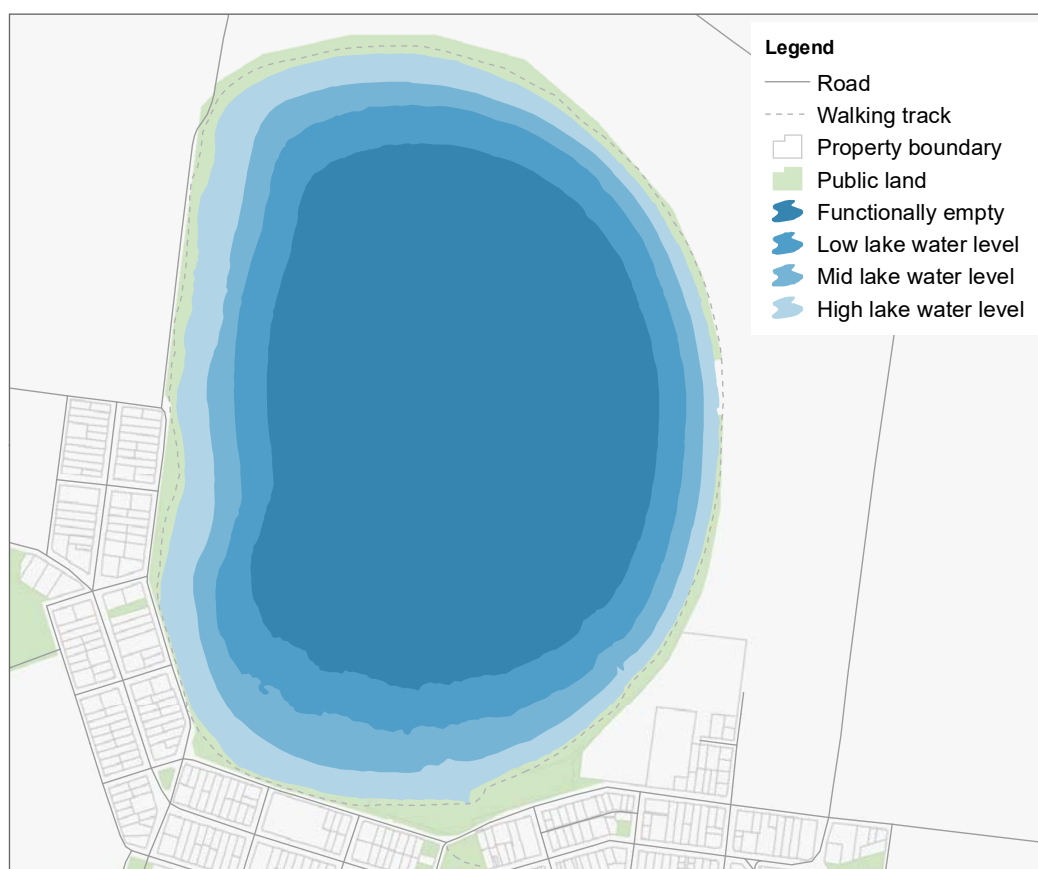 Legend
Road
Walking track
Property boundary
Public land
Functionally empty
Low lake water level
Mid lake water level
High lake water level